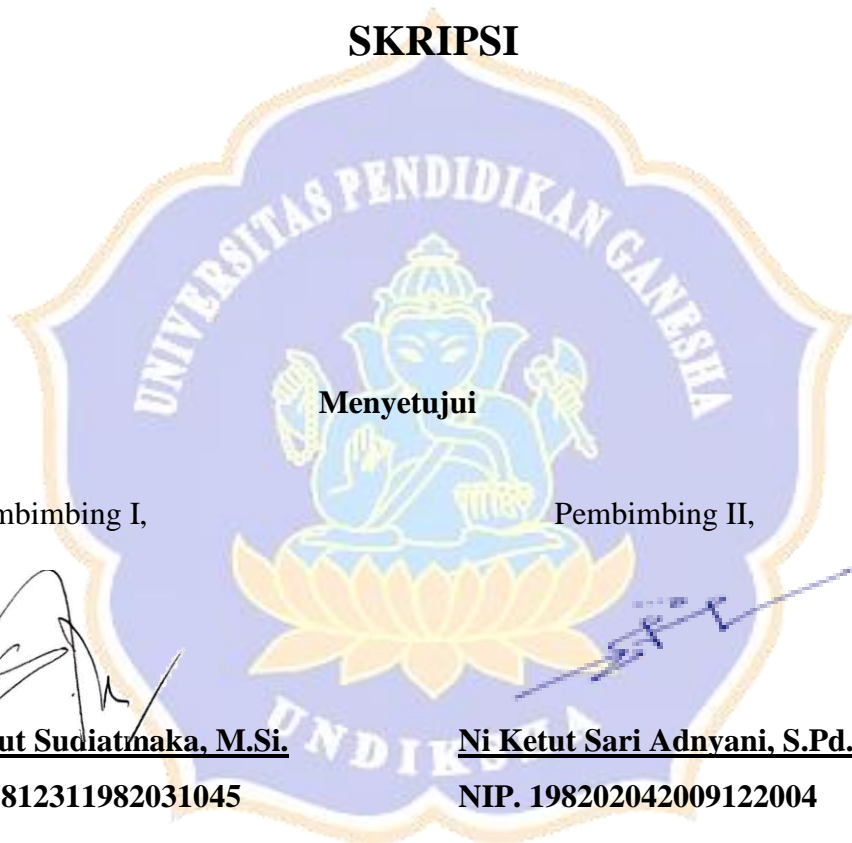 SKRIPSI
UNIVERSITAS PENDIDIKAN GANESHA
Menyetujui
mbimbing I,
Pembimbing II,
ut Sudiatmaka, M.Si.
Ni Ketut Sari Adnyani, S.Pd.
812311982031045
NIP. 198202042009122004
UNDIKSHA